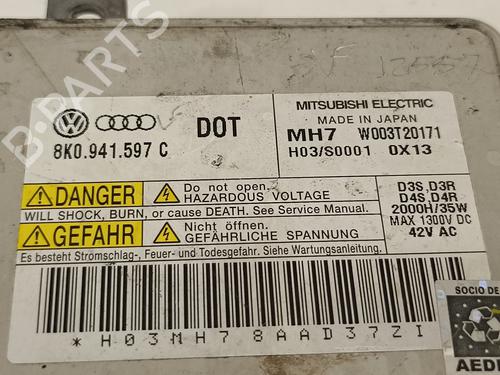 B-PARTS
12557
MITSUBISHI ELECTRIC
MADE IN JAPAN
DOT
8K0.941.597 C
MH7 W003T20171
H03/S0001 0X13
DANGER
Do not open.
HAZARDOUS VOLTAGE
WILL SHOCK, BURN, or cause DEATH. See Service Manual.
GEFAHR
Nicht öffnen.
GEFÄHRLICHE SPANNUNG
Es besteht Stromschlag-, Feuer- und Todesgefahr. Siehe Wartungsanleitung.
D3S,D3R
D4S,D4R
2000H/35W
MAX 1300V DC
42V AC
*H03MH78AAD37ZI
SOCIO DE